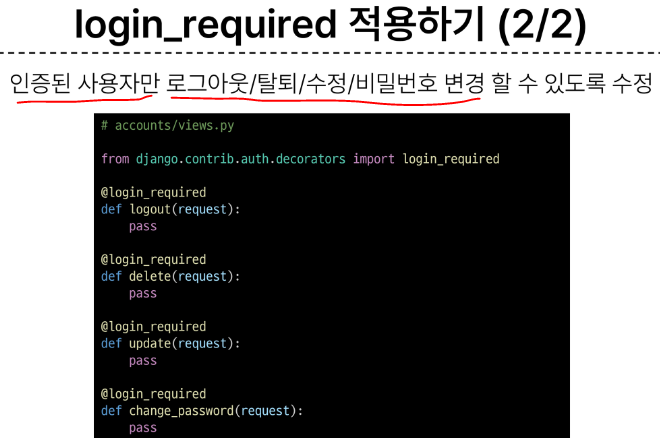 login_required 적용하기 (2/2)
인증된 사용자만 로그아웃/탈퇴/수정/비밀번호 변경 할 수 있도록 수정
# accounts/views.py
from django.contrib.auth.decorators import login_required
@login_required
def logout(request):
    pass
@login_required
def delete(request):
    pass
@login_required
def update(request):
    pass
@login_required
def change_password(request):
    pass